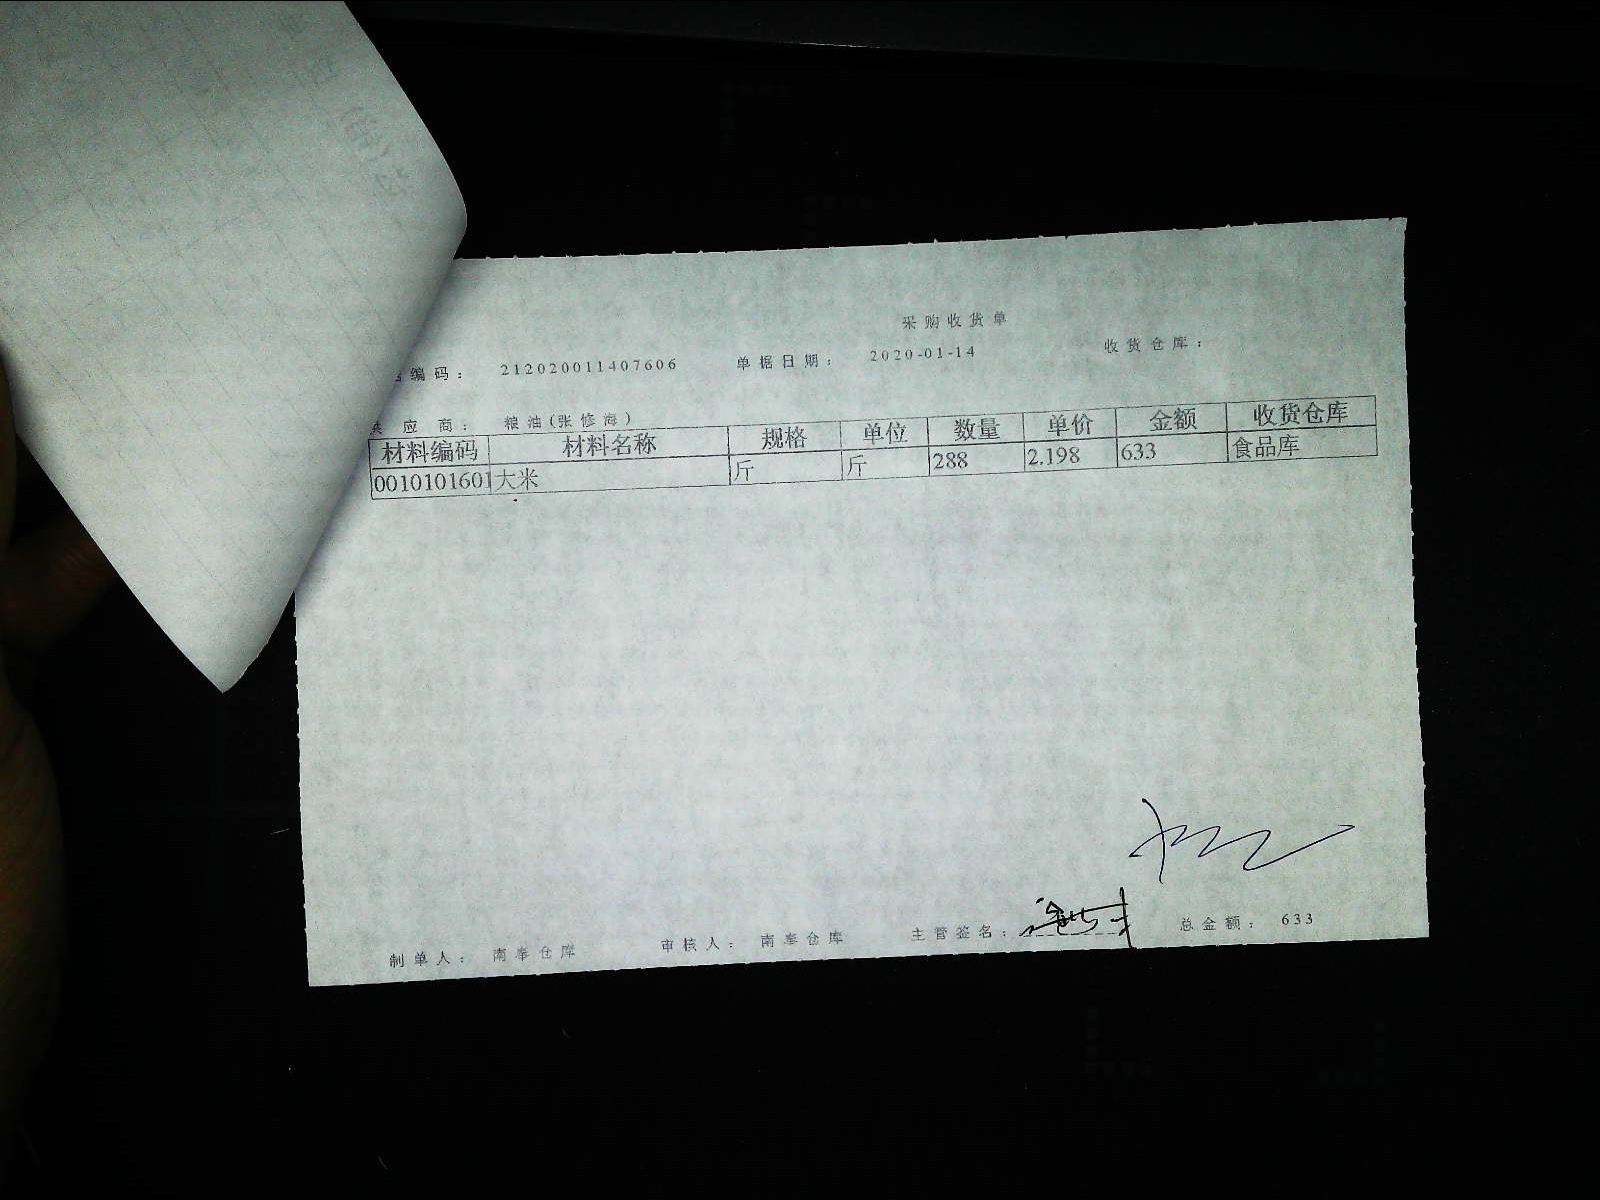 采购收货单
编码： 212020011407606 单据日期： 2020-01-14 收货仓库：
应商： 粮油(张修海)
材料编码 材料名称 规格 单位 数量 单价 金额 收货仓库
0010101601 大米 斤 斤 288 2.198 633 食品库
制单人： 南奉仓库 审核人： 南奉仓库 主管签名： 总金额： 633